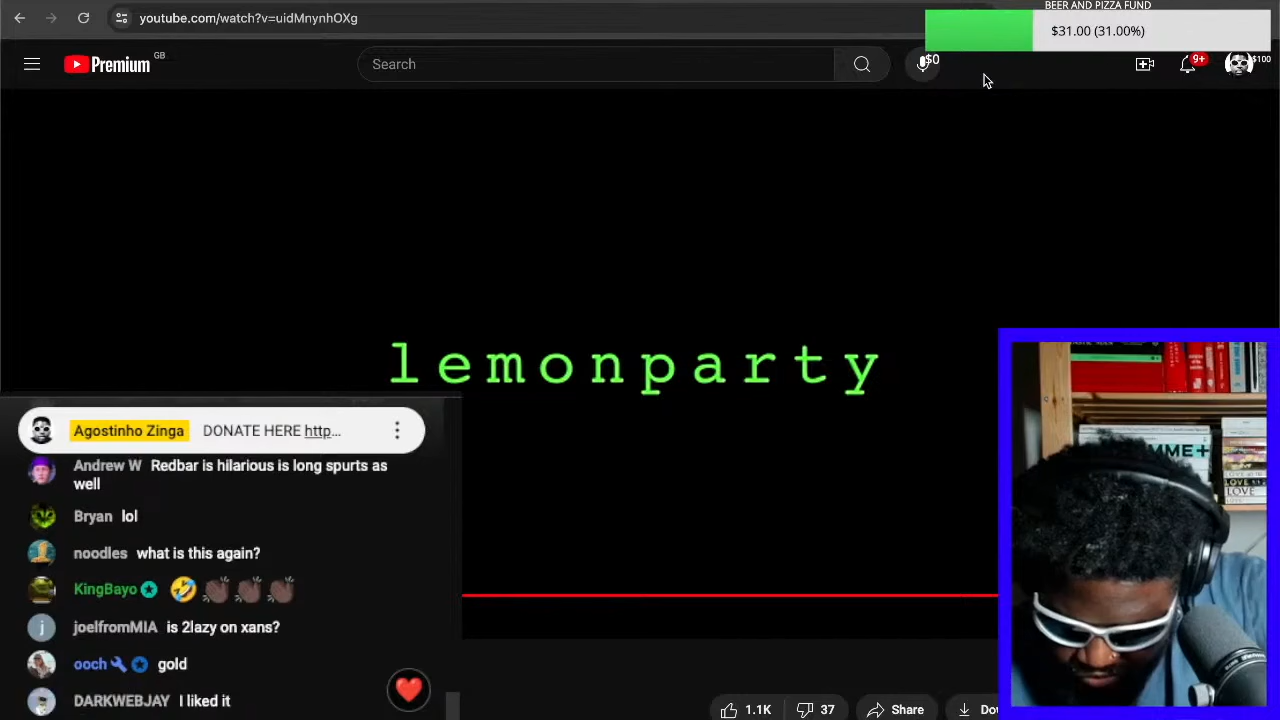 youtube.com/watch?v=uidMnynhOXg
BEER AND PIZZA FUND
$31.00 (31.00%)
$0
$100
Premium
GB
Search
9+
lemonparty
Agostinho Zinga DONATE HERE http...
Andrew W Redbar is hilarious is long spurts as
well
Bryan lol
noodles what is this again?
KingBayo
joelfromMIA is 2lazy on xans?
ooch gold
DARKWEBJAY I liked it
1.1K
37
Share
Dow
LOVE